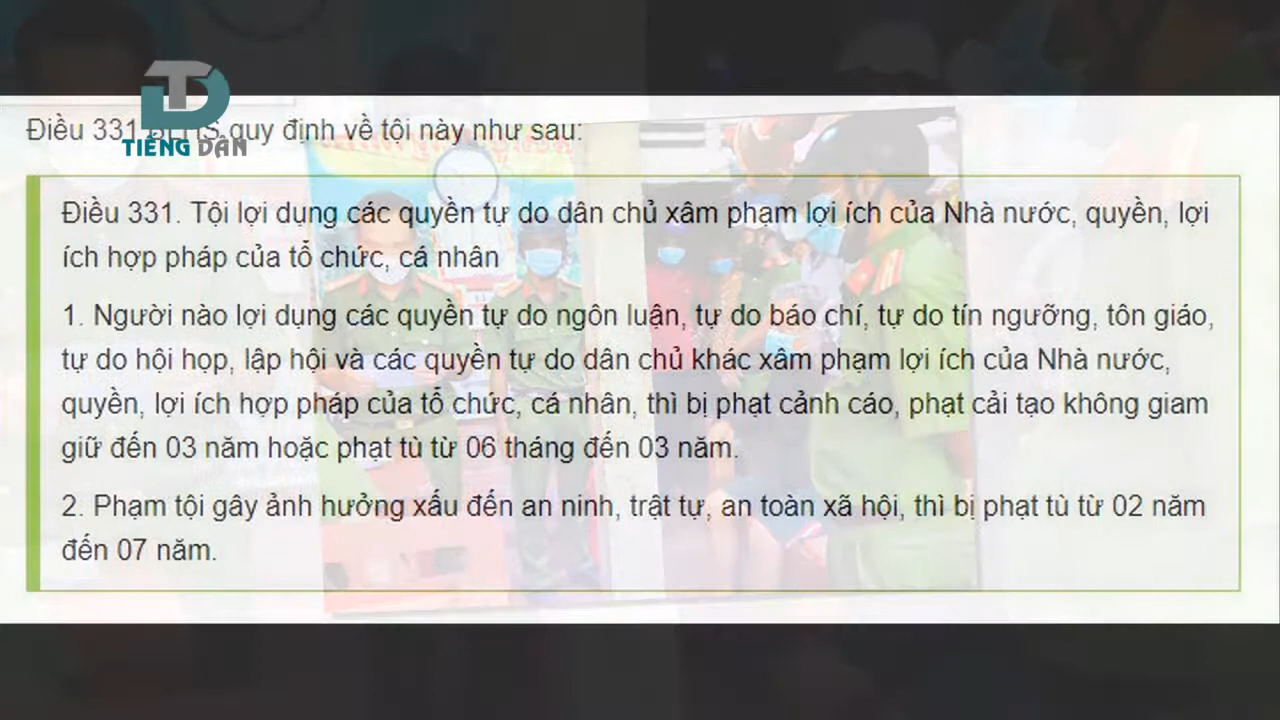 TD
TIẾNG DÂN
Điều 331 BLHS quy định về tội này như sau:
Điều 331. Tội lợi dụng các quyền tự do dân chủ xâm phạm lợi ích của Nhà nước, quyền, lợi
ích hợp pháp của tổ chức, cá nhân
1. Người nào lợi dụng các quyền tự do ngôn luận, tự do báo chí, tự do tín ngưỡng, tôn giáo,
tự do hội họp, lập hội và các quyền tự do dân chủ khác xâm phạm lợi ích của Nhà nước,
quyền, lợi ích hợp pháp của tổ chức, cá nhân, thì bị phạt cảnh cáo, phạt cải tạo không giam
giữ đến 03 năm hoặc phạt tù từ 06 tháng đến 03 năm.
2. Phạm tội gây ảnh hưởng xấu đến an ninh, trật tự, an toàn xã hội, thì bị phạt tù từ 02 năm
đến 07 năm.